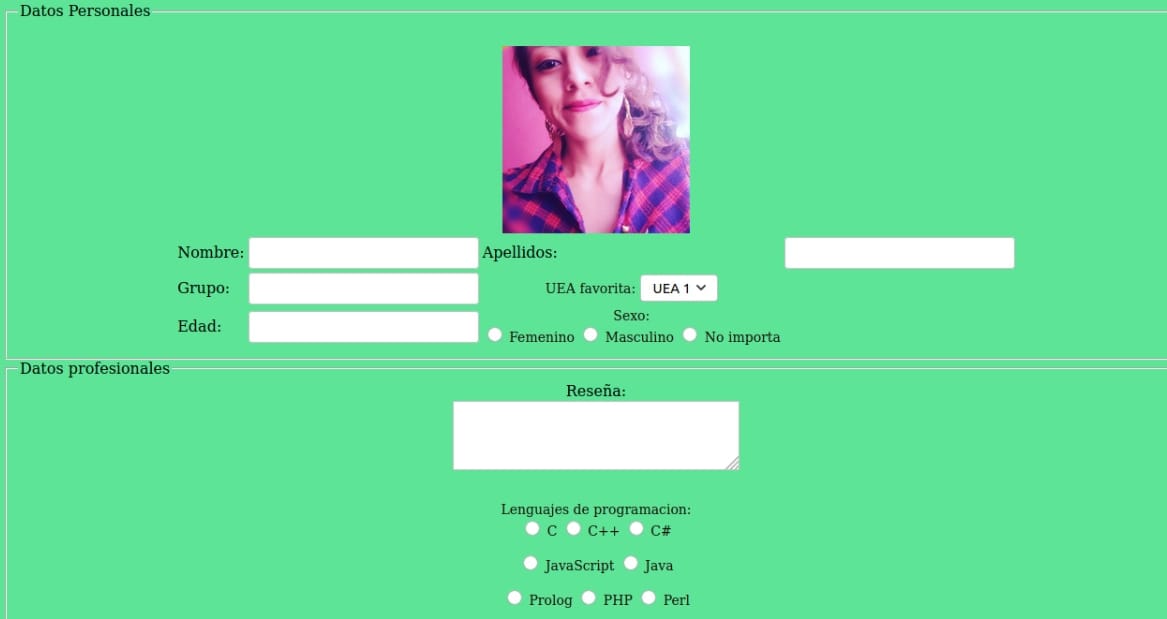 Datos Personales
Nombre: Apellidos:
Grupo: UEA favorita: UEA 1
Edad: Sexo:
Femenino Masculino No importa
Datos profesionales
Reseña:
Lenguajes de programacion:
C C++ C#
JavaScript Java
Prolog PHP Perl